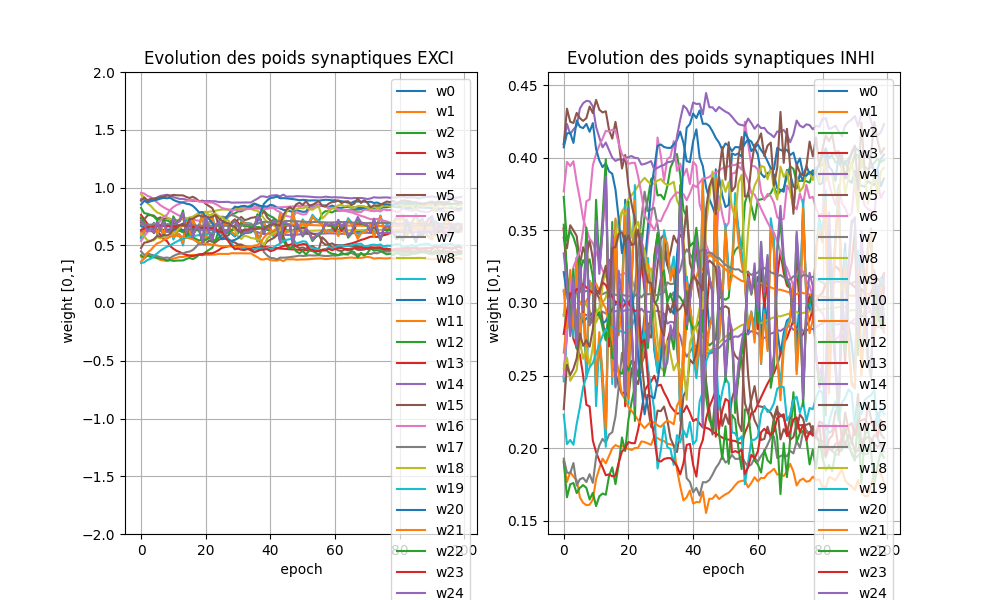 Evolution des poids synaptiques EXCI
2.0
1.5
1.0
0.5
0.0
−0.5
−1.0
−1.5
−2.0
weight [0,1]
0 20 40 60 80 100
epoch
w0
w1
w2
w3
w4
w5
w6
w7
w8
w9
w10
w11
w12
w13
w14
w15
w16
w17
w18
w19
w20
w21
w22
w23
w24
Evolution des poids synaptiques INHI
0.45
0.40
0.35
0.30
0.25
0.20
0.15
weight [0,1]
0 20 40 60 80 100
epoch
w0
w1
w2
w3
w4
w5
w6
w7
w8
w9
w10
w11
w12
w13
w14
w15
w16
w17
w18
w19
w20
w21
w22
w23
w24